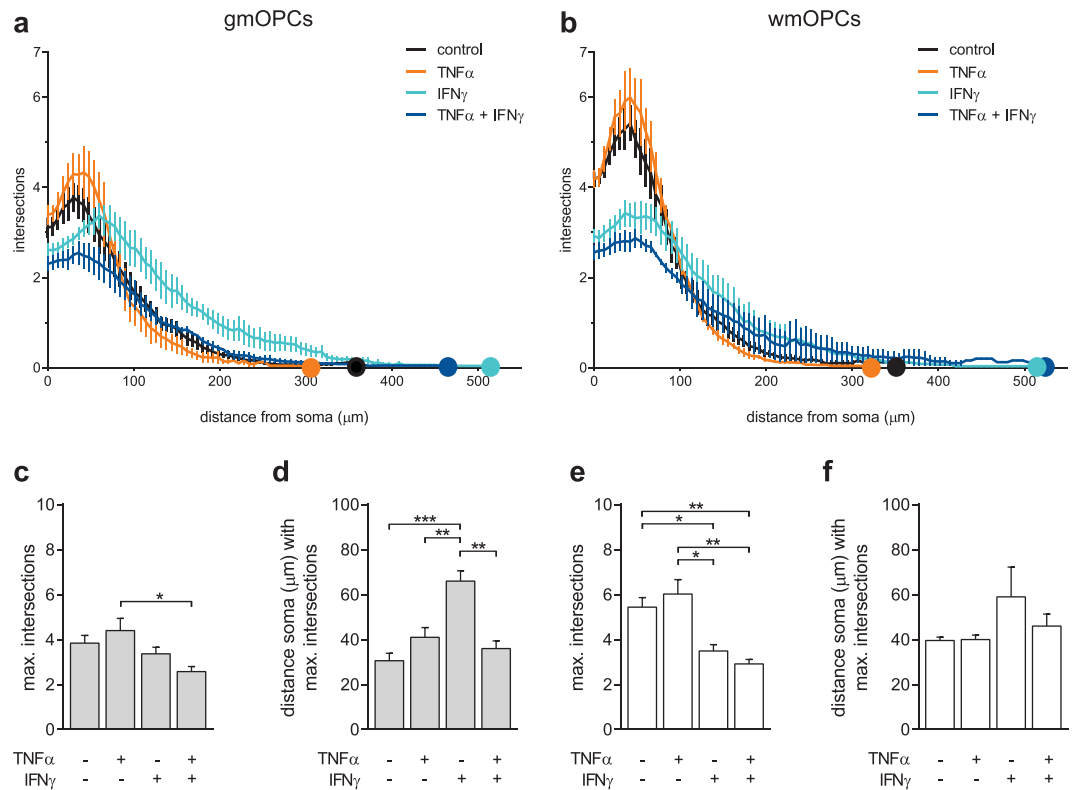 a
gmOPCs
control
TNFα
IFNγ
TNFα + IFNγ
7
6
4
2
0
intersections
0 100 200 300 400 500
distance from soma (μm)
b
wmOPCs
control
TNFα
IFNγ
TNFα + IFNγ
7
6
4
2
0
intersections
0 100 200 300 400 500
distance from soma (μm)
c
10
8
6
4
2
0
max. intersections
*
TNFα - + - +
IFNγ - - + +
d
100
80
60
40
20
0
distance soma (μm) with
max. intersections
***
** **
- + - +
- - + +
e
10
8
6
4
2
0
max. intersections
**
*
**
*
TNFα - + - +
IFNγ - - + +
f
100
80
60
40
20
0
distance soma (μm) with
max. intersections
TNFα - + - +
IFNγ - - + +